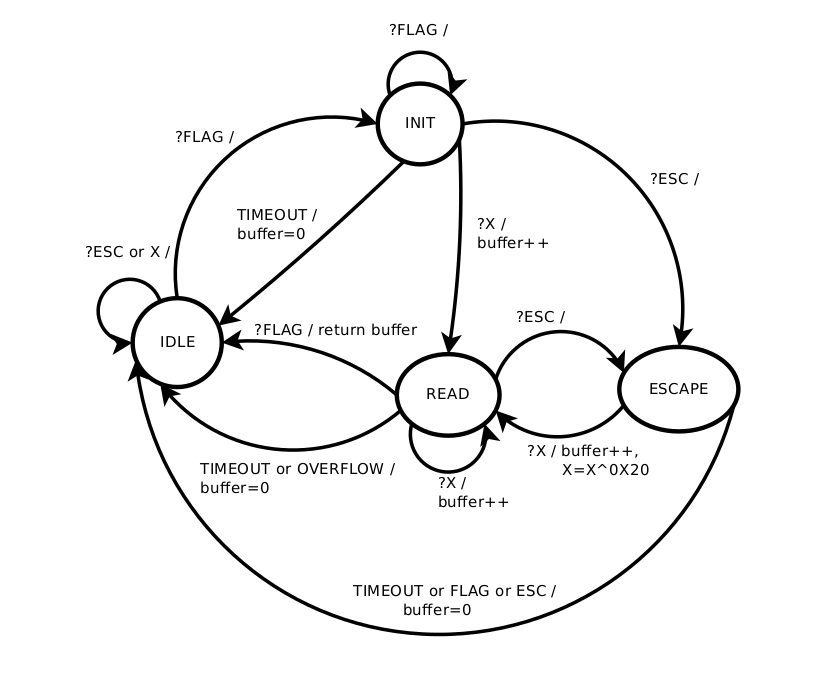 ?FLAG /
INIT
?FLAG /
?ESC /
TIMEOUT /
buffer=0
?X /
buffer++
?ESC or X /
?ESC /
?FLAG / return buffer
IDLE
READ
ESCAPE
?X / buffer++,
X=X^0X20
TIMEOUT or OVERFLOW /
buffer=0
?X /
buffer++
TIMEOUT or FLAG or ESC /
buffer=0